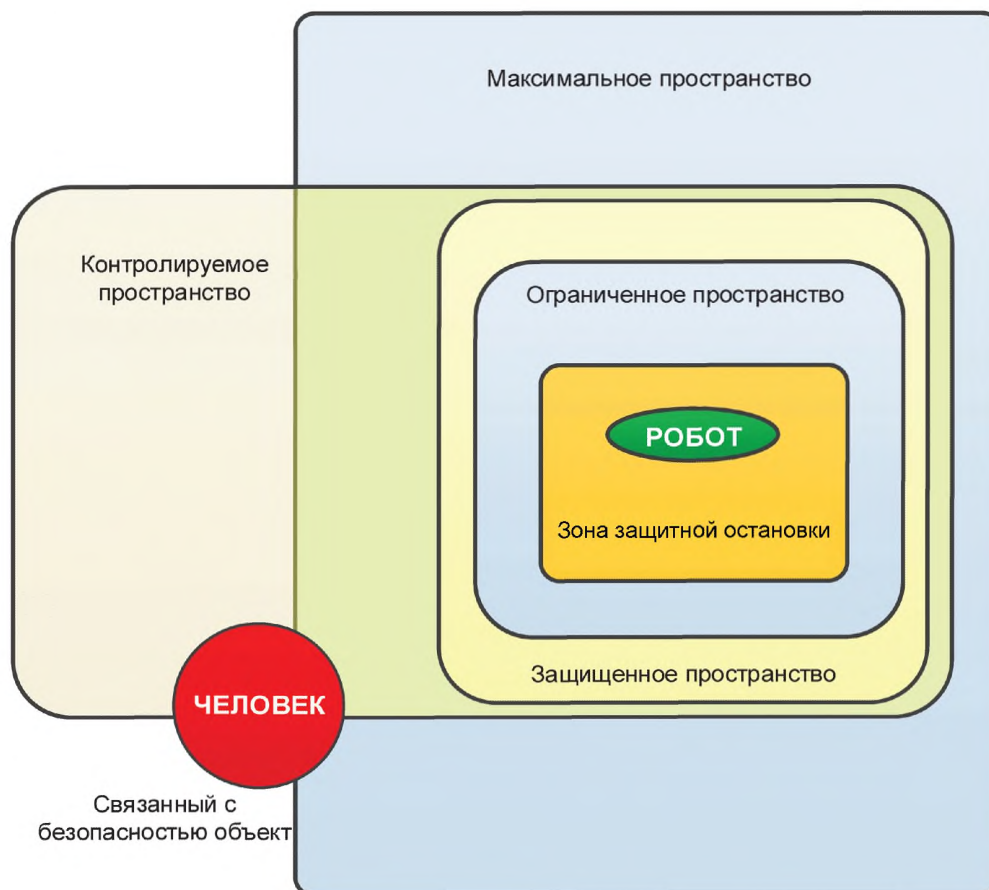 Максимальное пространство
Контролируемое
пространство
Ограниченное пространство
РОБОТ
Зона защитной остановки
Защищенное пространство
ЧЕЛОВЕК
Связанный с
безопасностью объект